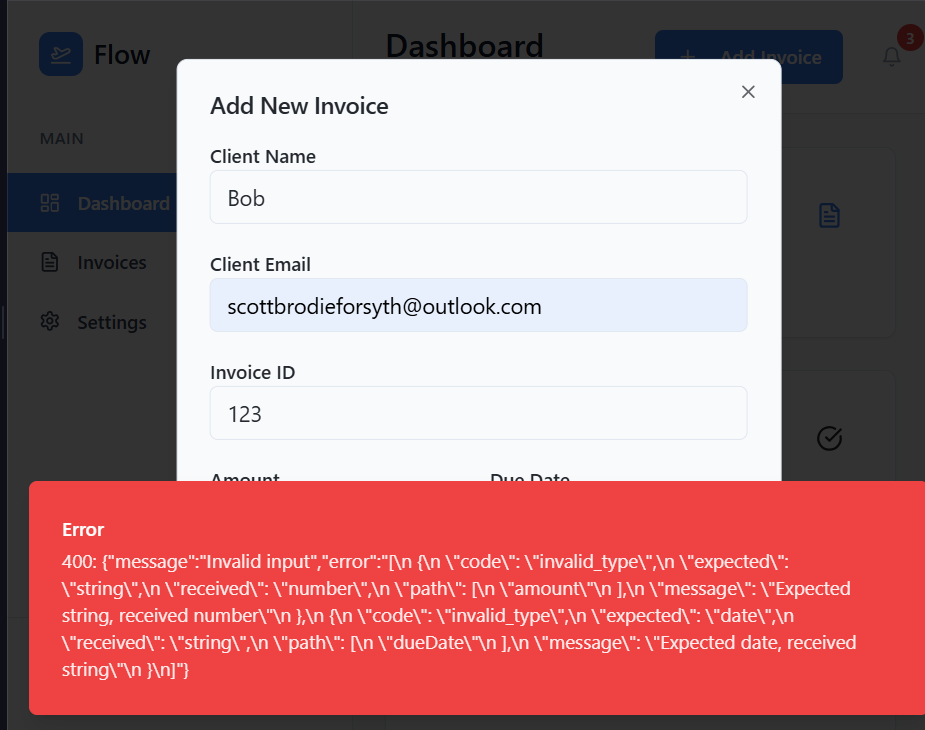 Flow
Dashboard
Add Invoice
3
MAIN
Dashboard
Invoices
Settings
Add New Invoice
Client Name
Bob
Client Email
scottbrodieforsyth@outlook.com
Invoice ID
123
Amount
Due Date
Error
400: {"message":"Invalid input","error":"[\n {\n \"code\": \"invalid_type\",\n \"expected\":
\"string\",\n \"received\": \"number\",\n \"path\": [\n \"amount\"\n ],\n \"message\": \"Expected
string, received number\"\n },\n {\n \"code\": \"invalid_type\",\n \"expected\": \"date\",\n
\"received\": \"string\",\n \"path\": [\n \"dueDate\"\n ],\n \"message\": \"Expected date, received
string\"\n }\n]"}